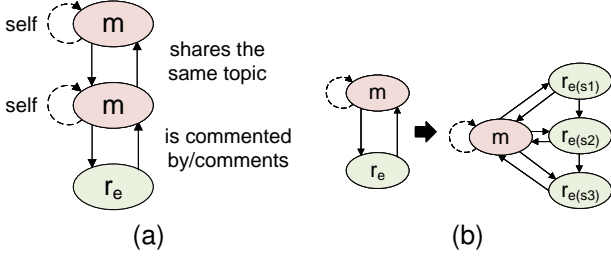 self
m
shares the
same topic
self
m
is commented
by/comments
r_e
(a)
m
r_e
m
r_e(s1)
r_e(s2)
r_e(s3)
(b)